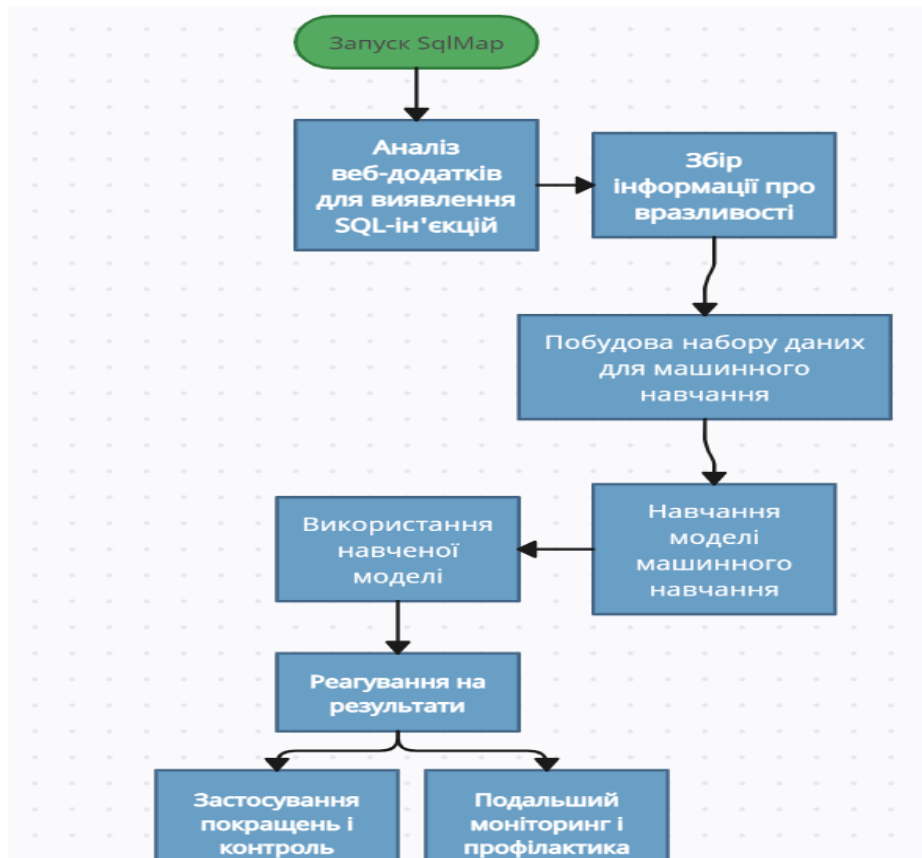 Запуск SqlMap
Аналіз
веб-додатків
для виявлення
SQL-ін'єкцій
Збір
інформації про
вразливості
Побудова набору даних
для машинного
навчання
Навчання
моделі
машинного
навчання
Використання
навченої
моделі
Реагування на
результати
Застосування
покращень і
контроль
Подальший
моніторинг і
профілактика